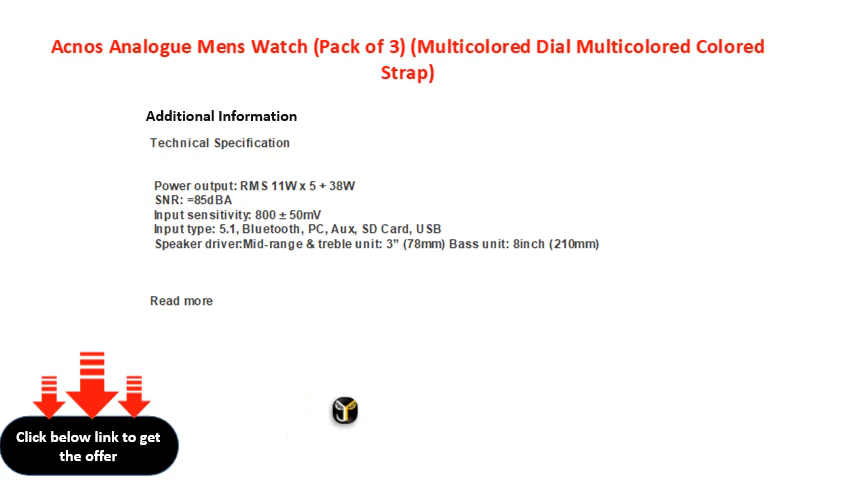 Acnos Analogue Mens Watch (Pack of 3) (Multicolored Dial Multicolored Colored
Strap)
Additional Information
Technical Specification
Power output: RMS 11W x 5 + 38W
SNR: =85dBA
Input sensitivity: 800 ± 50mV
Input type: 5.1, Bluetooth, PC, Aux, SD Card, USB
Speaker driver:Mid-range & treble unit: 3” (78mm) Bass unit: 8inch (210mm)
Read more
Click below link to get
the offer